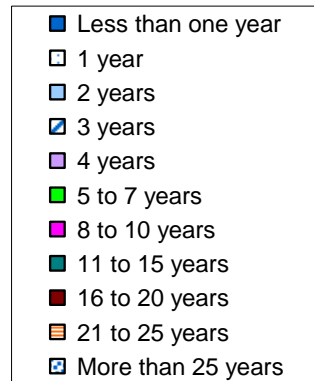 Less than one year
1 year
2 years
3 years
4 years
5 to 7 years
8 to 10 years
11 to 15 years
16 to 20 years
21 to 25 years
More than 25 years